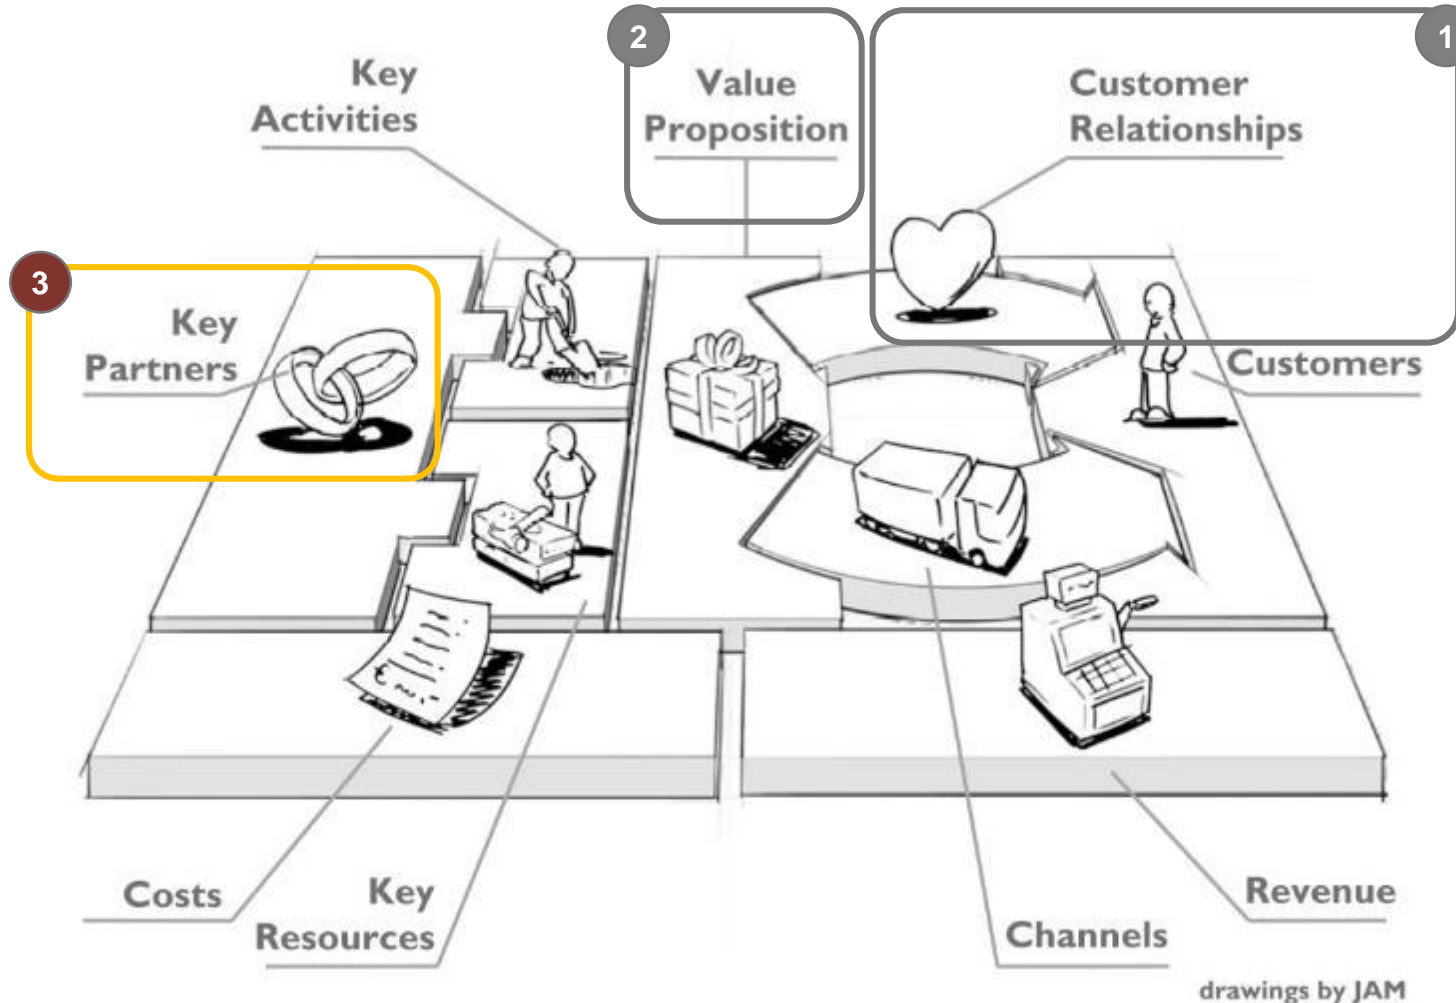 2
1
Key
Activities
Value
Proposition
Customer
Relationships
3
Key
Partners
Customers
Costs
Key
Resources
Channels
Revenue
drawings by JAM